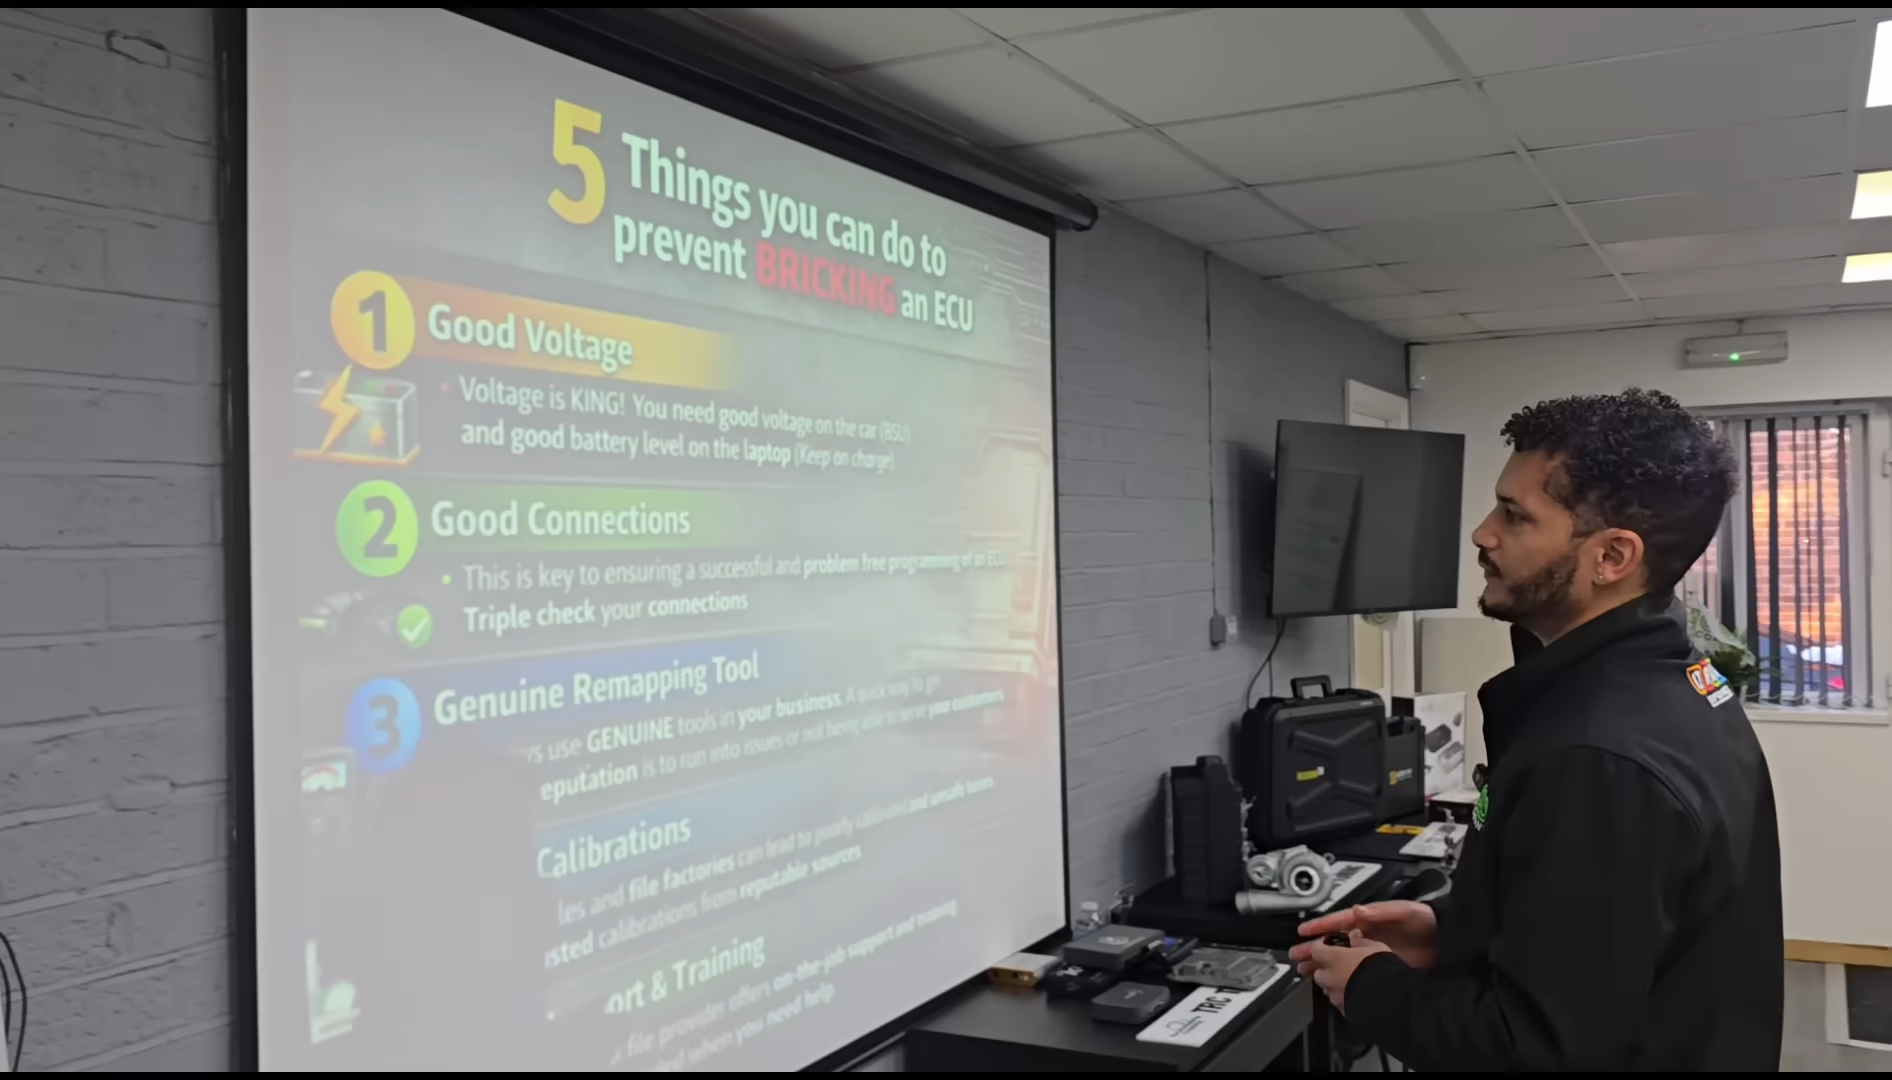 5 Things you can do to
prevent BRICKING an ECU
1 Good Voltage
• Voltage is KING! You need good voltage on the car (BSU)
and good battery level on the laptop (Keep on charge)
2 Good Connections
• This is key to ensuring a successful and problem free programming of an
Triple check your connections
3 Genuine Remapping Tool
use GENUINE tools in your business. A quick way to get
eputation is to run into issues or not being able to serve your customers
Calibrations
les and file factories can lead to poorly calibrated and unsafe tunes
sted calibrations from reputable sources
ort & Training
file provider offers on-the-job support and training
when you need help
TRC